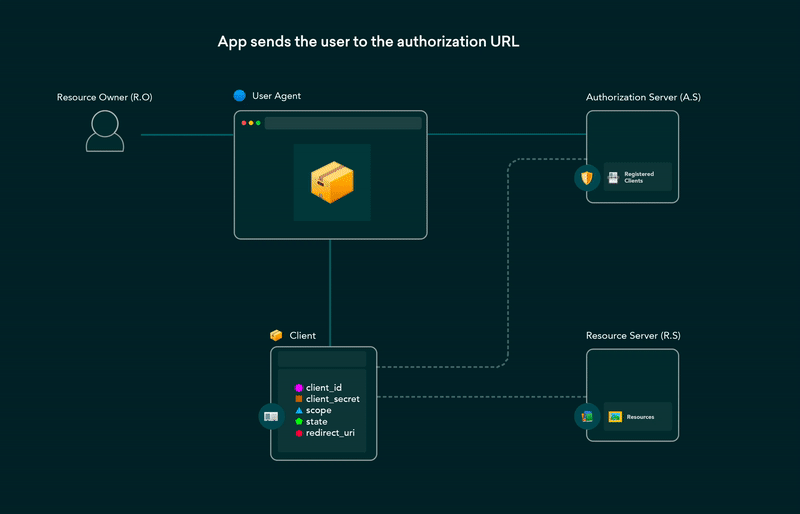 App sends the user to the authorization URL
Resource Owner (R.O)
User Agent
Authorization Server (A.S)
Registered
Clients
Client
Resource Server (R.S)
client_id
client_secret
scope
state
redirect_uri
Resources